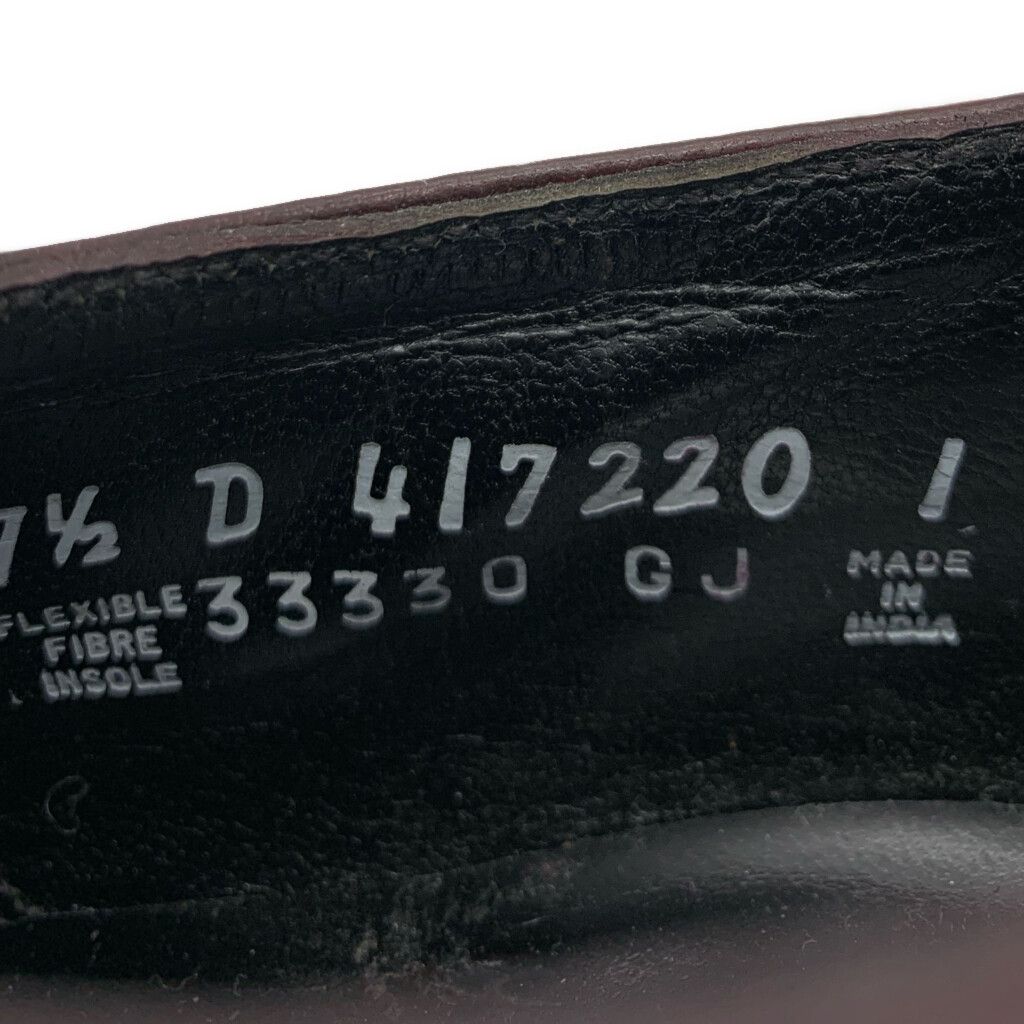 7½ D 417220 1
FLEXIBLE
FIBRE
INSOLE
33330 GJ
MADE
IN
INDIA